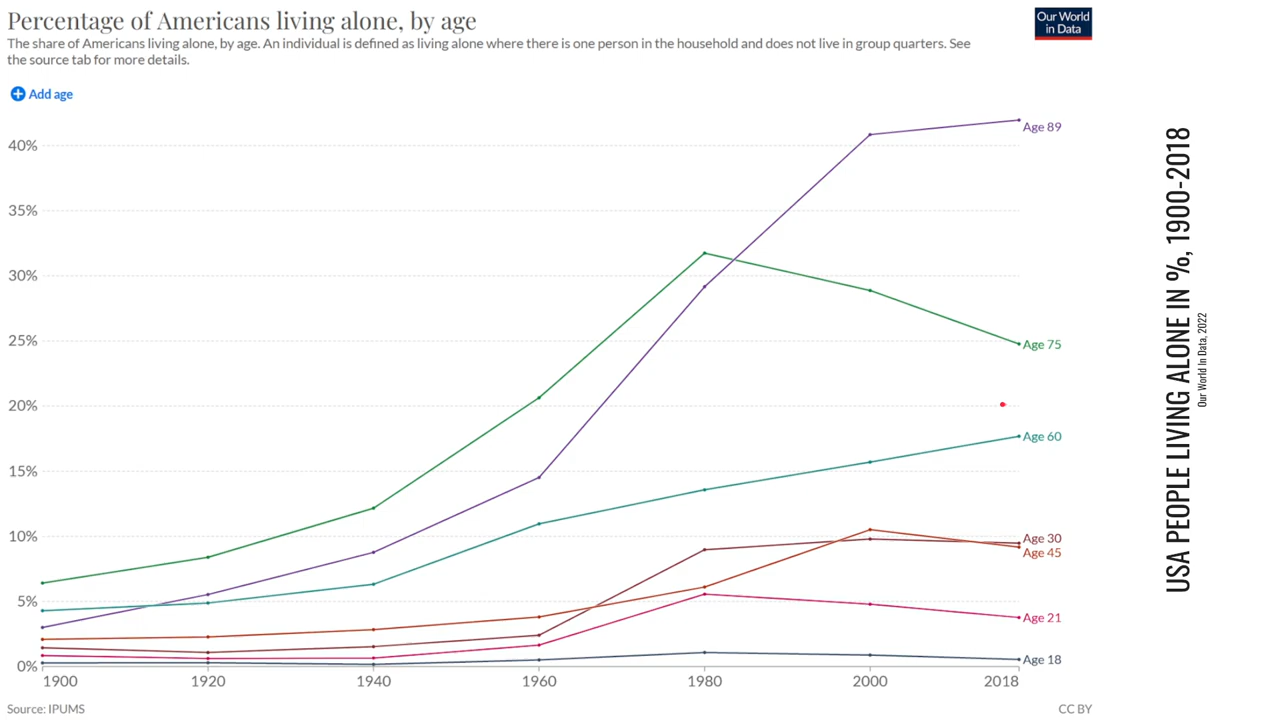 Percentage of Americans living alone, by age
The share of Americans living alone, by age. An individual is defined as living alone where there is one person in the household and does not live in group quarters. See
the source tab for more details.
Our World
in Data
Add age
40%
35%
30%
25%
20%
15%
10%
5%
0%
Age 89
Age 75
Age 60
Age 30
Age 45
Age 21
Age 18
1900
1920
1940
1960
1980
2000
2018
Source: IPUMS
CC BY
USA PEOPLE LIVING ALONE IN %, 1900-2018
Our World In Data, 2022